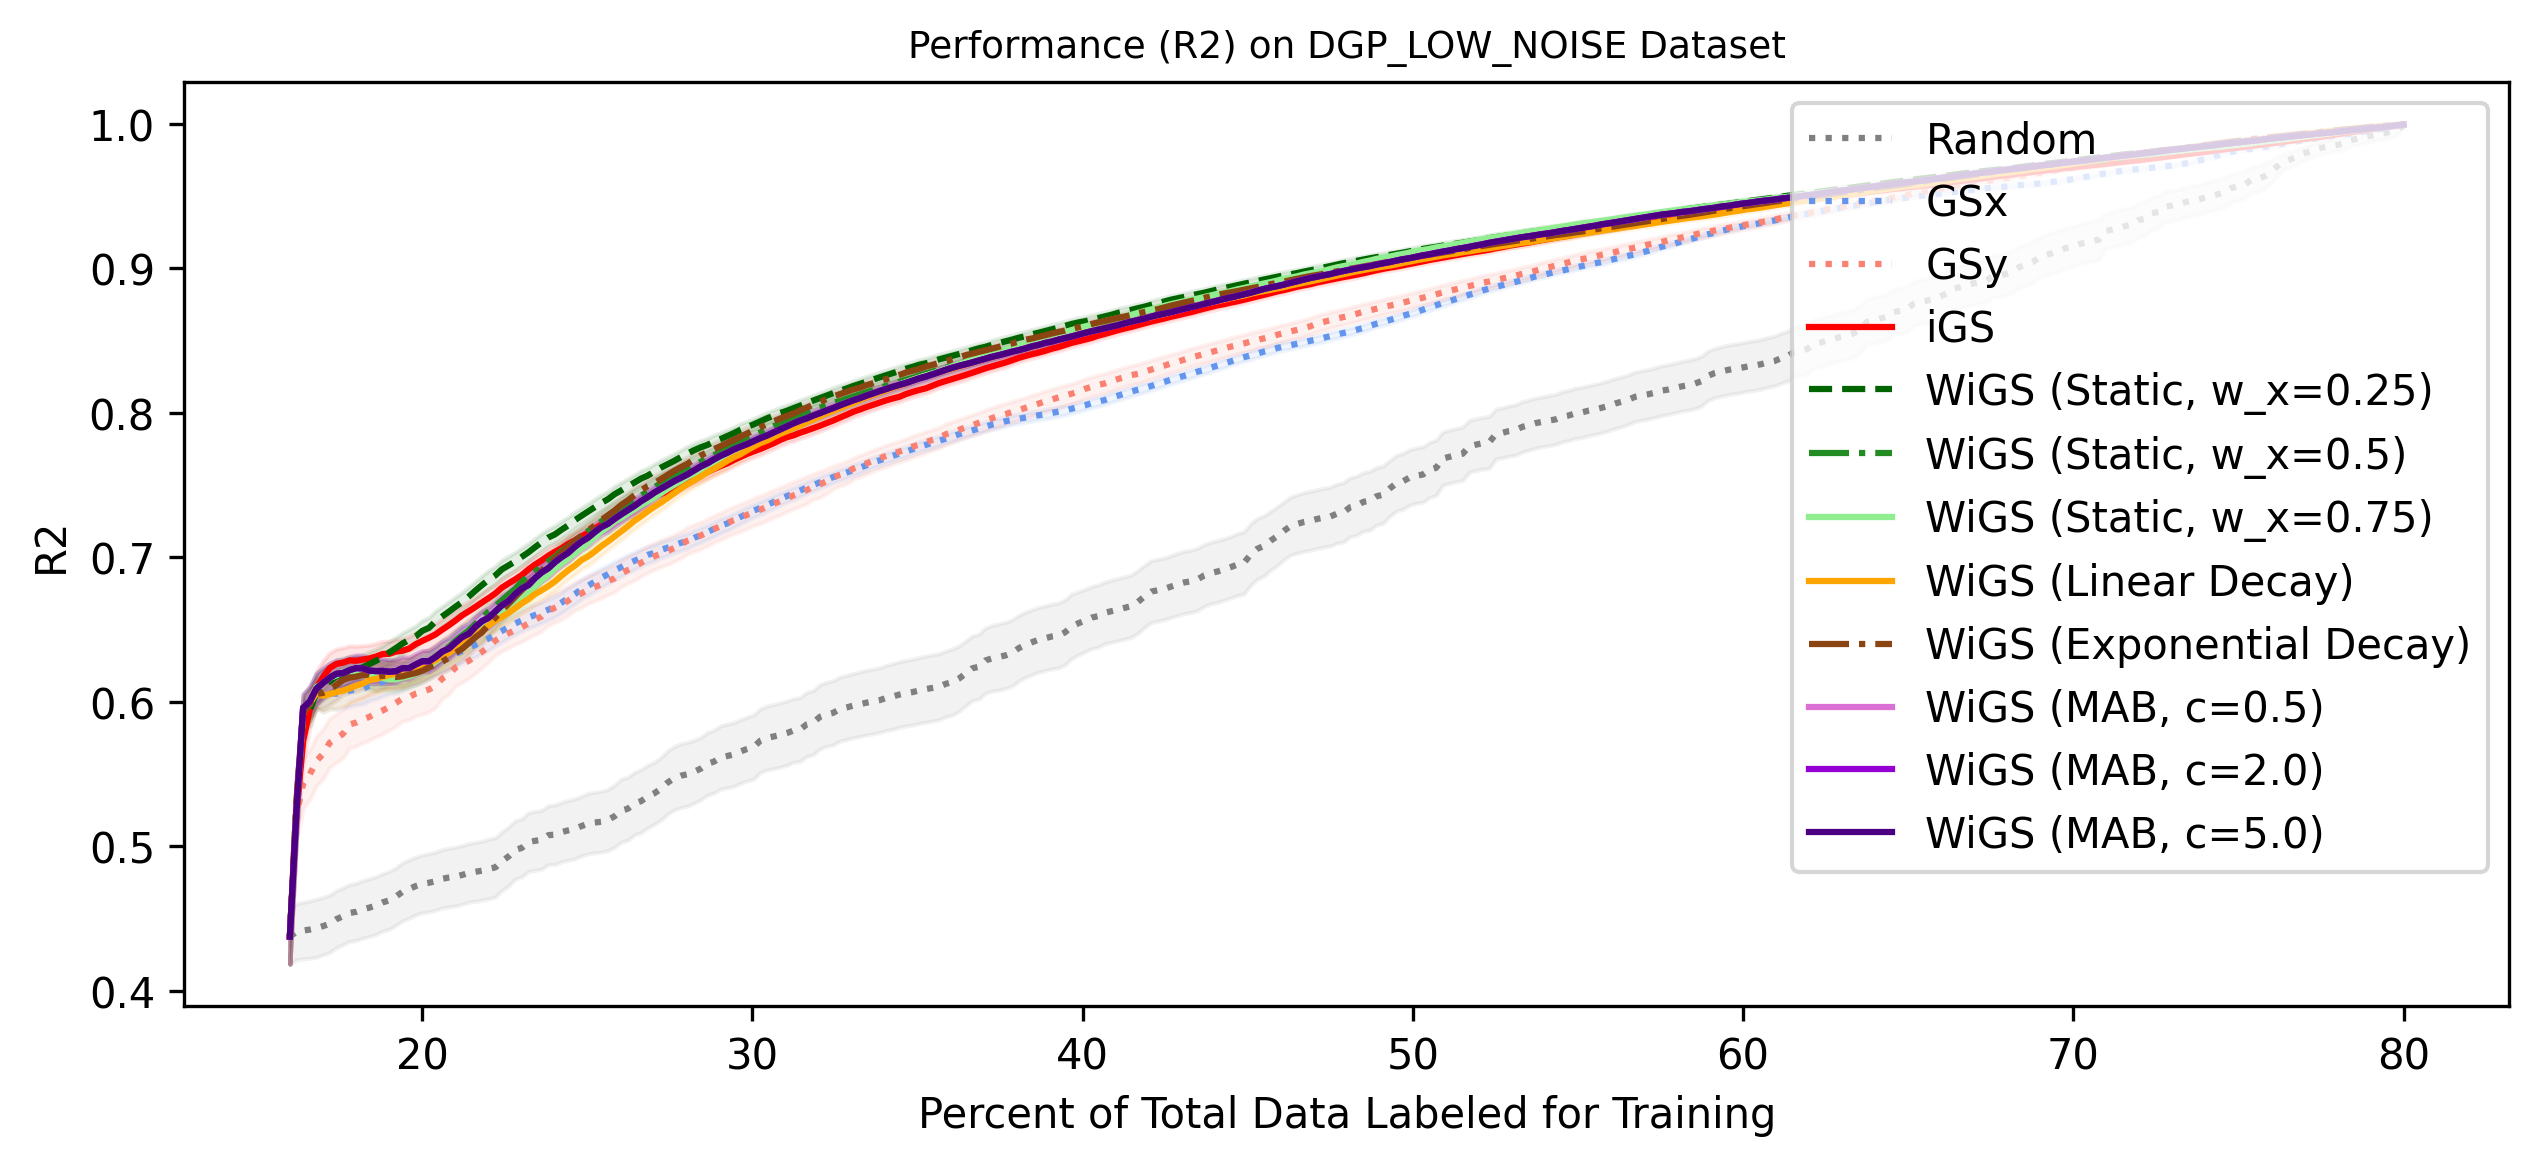 Performance (R2) on DGP_LOW_NOISE Dataset
R2
1.0
0.9
0.8
0.7
0.6
0.5
0.4
20 30 40 50 60 70 80
Percent of Total Data Labeled for Training
Random
GSx
GSy
iGS
WiGS (Static, w_x=0.25)
WiGS (Static, w_x=0.5)
WiGS (Static, w_x=0.75)
WiGS (Linear Decay)
WiGS (Exponential Decay)
WiGS (MAB, c=0.5)
WiGS (MAB, c=2.0)
WiGS (MAB, c=5.0)